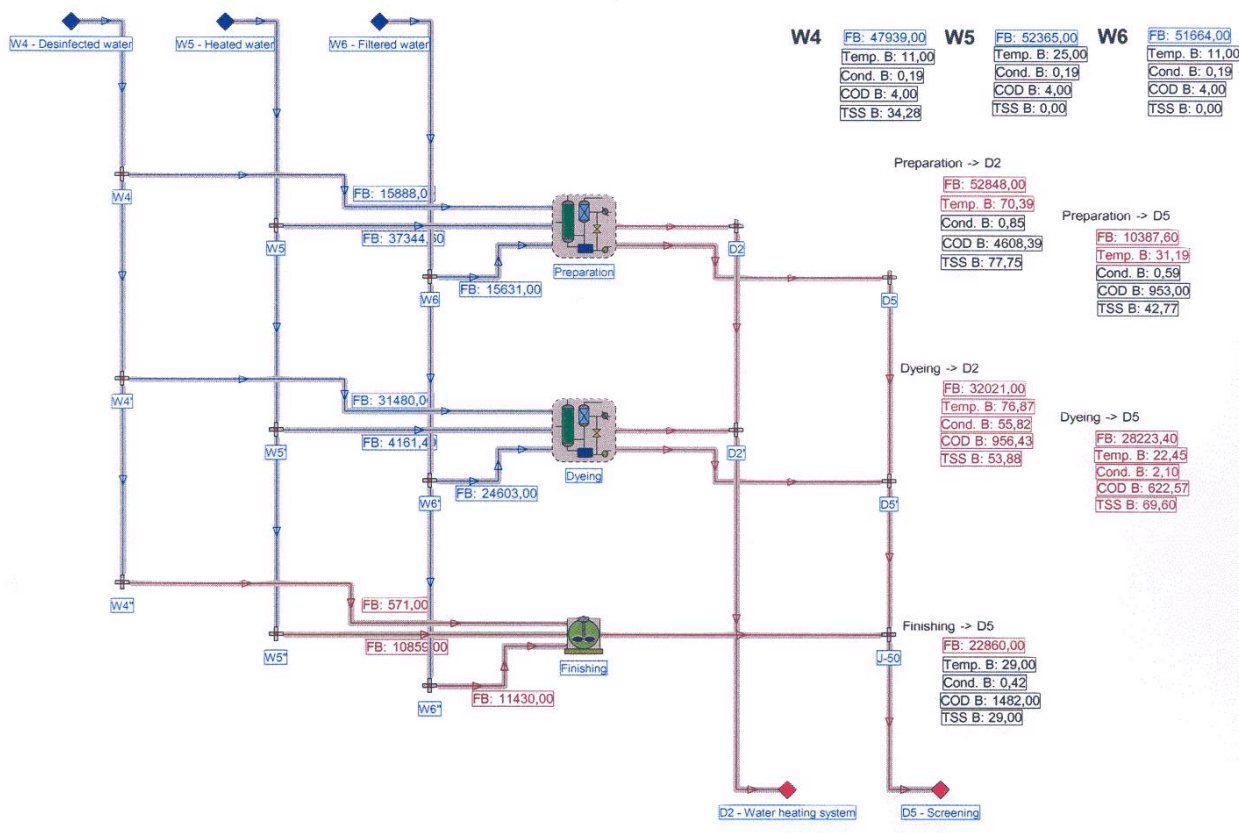 W4 - Desinfected water
W5 - Heated water
W6 - Filtered water
W4
FB: 47939,00
Temp. B: 11,00
Cond. B: 0,19
COD B: 4,00
TSS B: 34,28
W5
FB: 52365,00
Temp. B: 25,00
Cond. B: 0,19
COD B: 4,00
TSS B: 0,00
W6
FB: 51664,00
Temp. B: 11,00
Cond. B: 0,19
COD B: 4,00
TSS B: 0,00
Preparation -> D2
FB: 52848,00
Temp. B: 70,39
Cond. B: 0,85
COD B: 4608,39
TSS B: 77,75
Preparation -> D5
FB: 10387,60
Temp. B: 31,19
Cond. B: 0,59
COD B: 953,00
TSS B: 42,77
W4
FB: 15888,0
W5
FB: 37344,60
W6
FB: 15631,00
Preparation
D2
D5
Dyeing -> D2
FB: 32021,00
Temp. B: 76,87
Cond. B: 55,82
COD B: 956,43
TSS B: 53,88
Dyeing -> D5
FB: 28223,40
Temp. B: 22,45
Cond. B: 2,10
COD B: 622,57
TSS B: 69,60
W4'
FB: 31480,0
W5'
FB: 4161,40
W6'
FB: 24603,00
Dyeing
D2'
D5'
W4"
FB: 571,00
W5"
FB: 10859,00
W6"
FB: 11430,00
Finishing
J-50
Finishing -> D5
FB: 22860,00
Temp. B: 29,00
Cond. B: 0,42
COD B: 1482,00
TSS B: 29,00
D2 - Water heating system
D5 - Screening